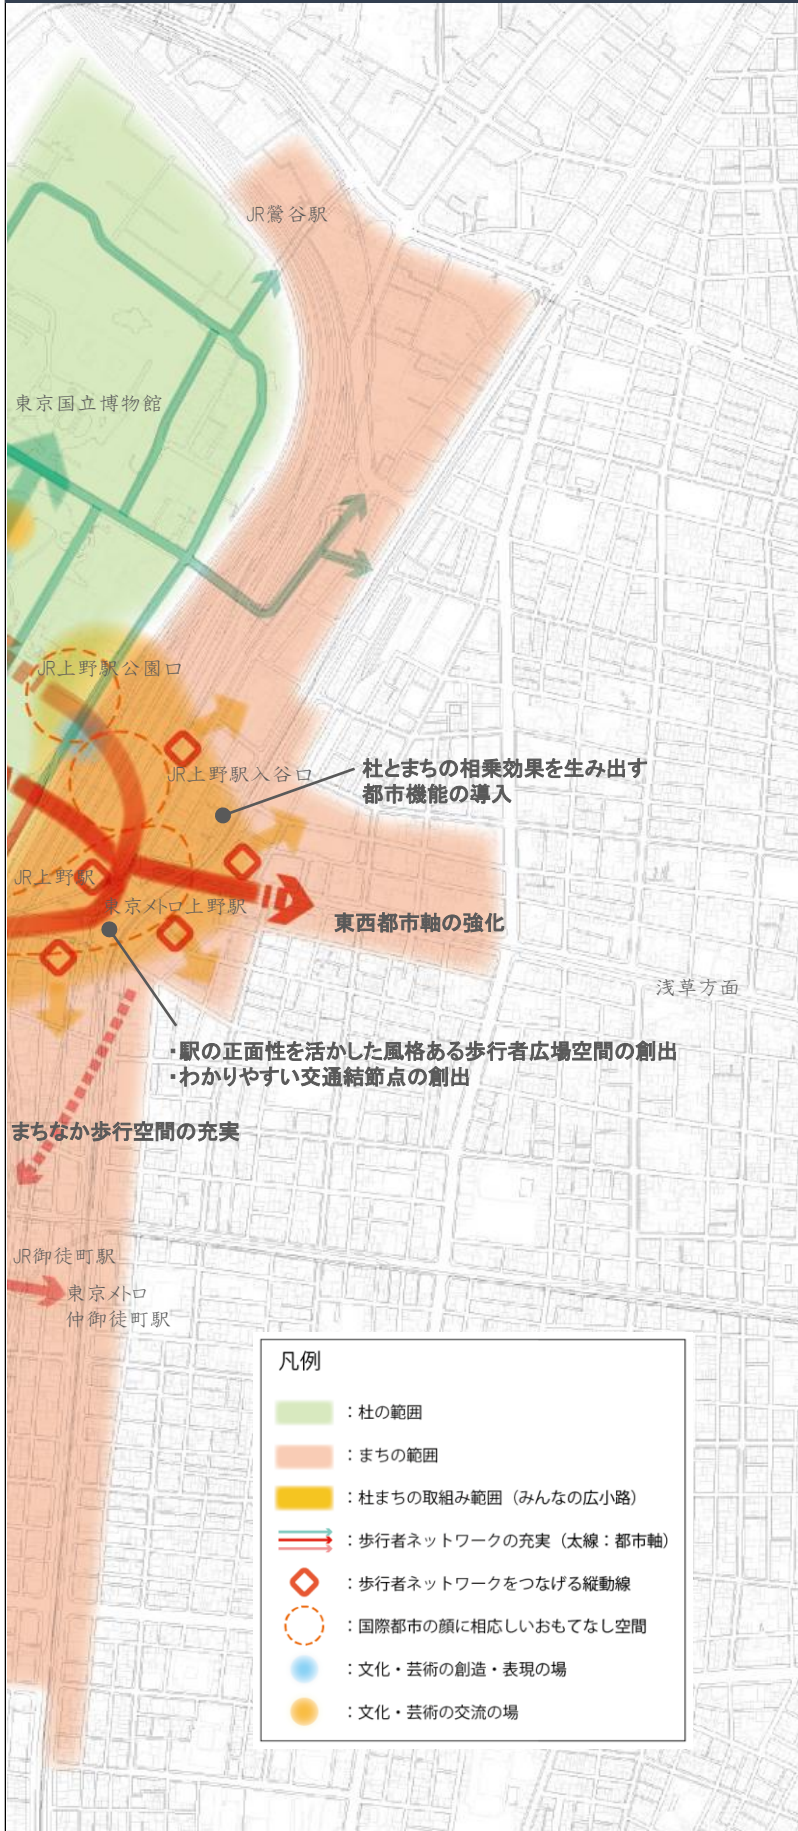 JR鶯谷駅
東京国立博物館
JR上野駅公園口
JR上野駅入谷口
杜とまちの相乗効果を生み出す
都市機能の導入
JR上野駅
東京メトロ上野駅
東西都市軸の強化
浅草方面
・駅の正面性を活かした風格ある歩行者広場空間の創出
・わかりやすい交通結節点の創出
まちなか歩行空間の充実
JR御徒町駅
東京メトロ
仲御徒町駅
凡例
：杜の範囲
：まちの範囲
：杜まちの取組み範囲（みんなの広小路）
：歩行者ネットワークの充実（太線：都市軸）
：歩行者ネットワークをつなげる縦動線
：国際都市の顔に相応しいおもてなし空間
：文化・芸術の創造・表現の場
：文化・芸術の交流の場